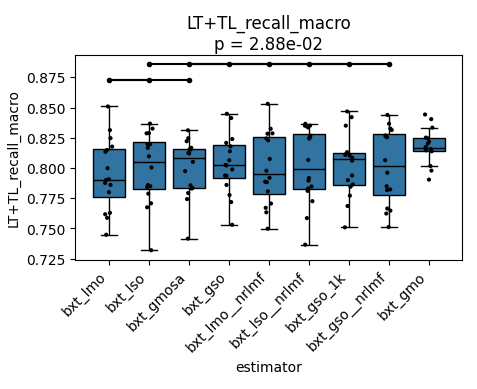 LT+TL_recall_macro
p = 2.88e-02
LT+TL_recall_macro
0.875
0.850
0.825
0.800
0.775
0.750
0.725
bxt_lmo
bxt_lso
bxt_gmosa
bxt_gso
bxt_lmo__nrlmf
bxt_lso__nrlmf
bxt_gso_1k
bxt_gso__nrlmf
bxt_gmo
estimator